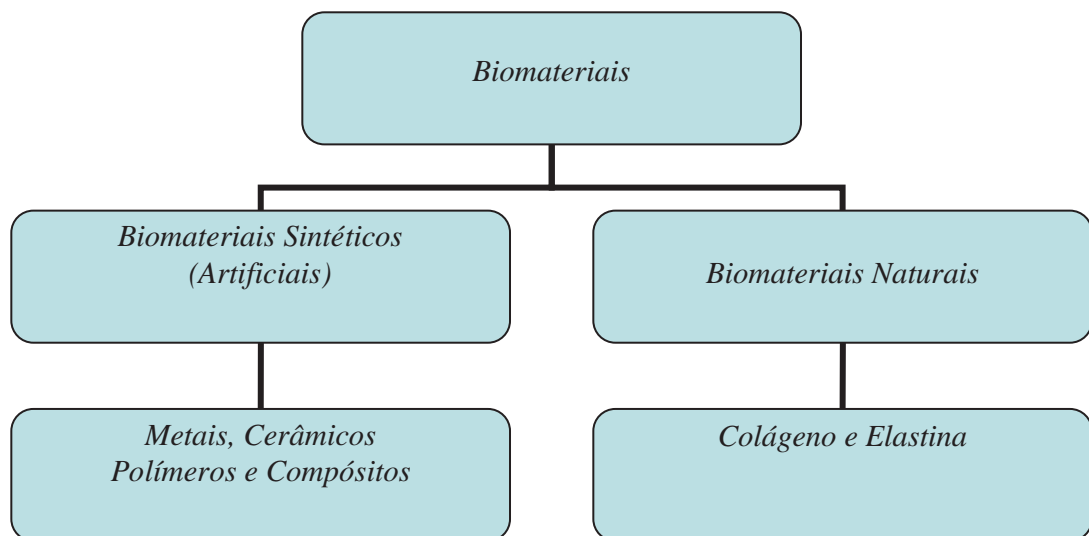 Biomateriais
Biomateriais Sintéticos
(Artificiais)
Biomateriais Naturais
Metais, Cerâmicos
Polímeros e Compósitos
Colágeno e Elastina